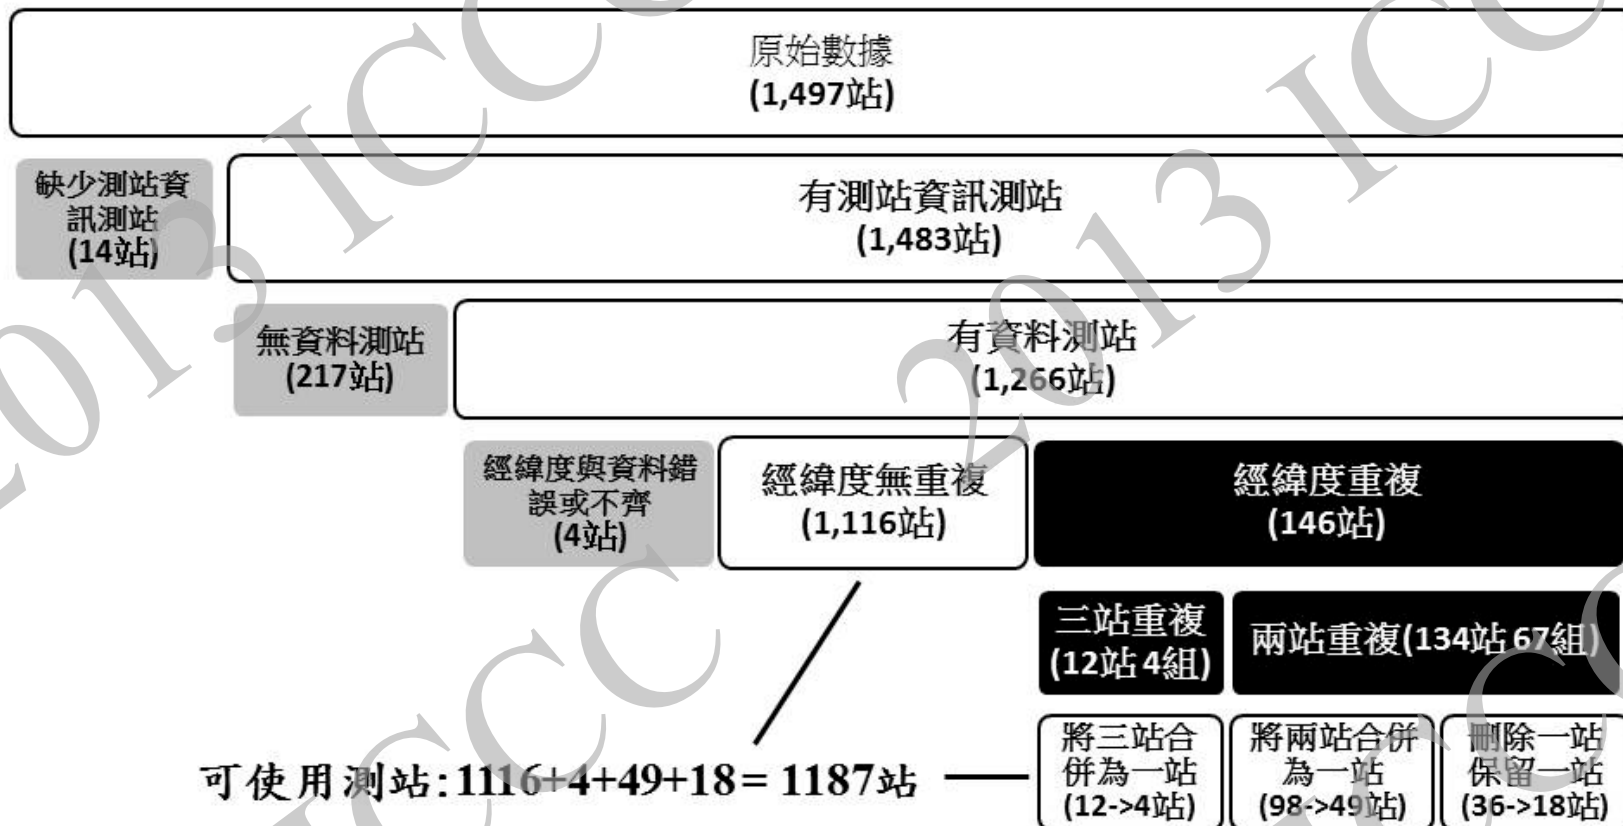 原始數據
(1,497站)
缺少測站資
訊測站
(14站)
有測站資訊測站
(1,483站)
無資料測站
(217站)
有資料測站
(1,266站)
經緯度與資料錯
誤或不齊
(4站)
經緯度無重複
(1,116站)
經緯度重複
(146站)
三站重複
(12站 4組)
兩站重複(134站 67組)
將三站合
併為一站
(12->4站)
將兩站合併
為一站
(98->49站)
刪除一站
保留一站
(36->18站)
可使用測站:1116+4+49+18= 1187站
2013 ICCC
2013 ICCC